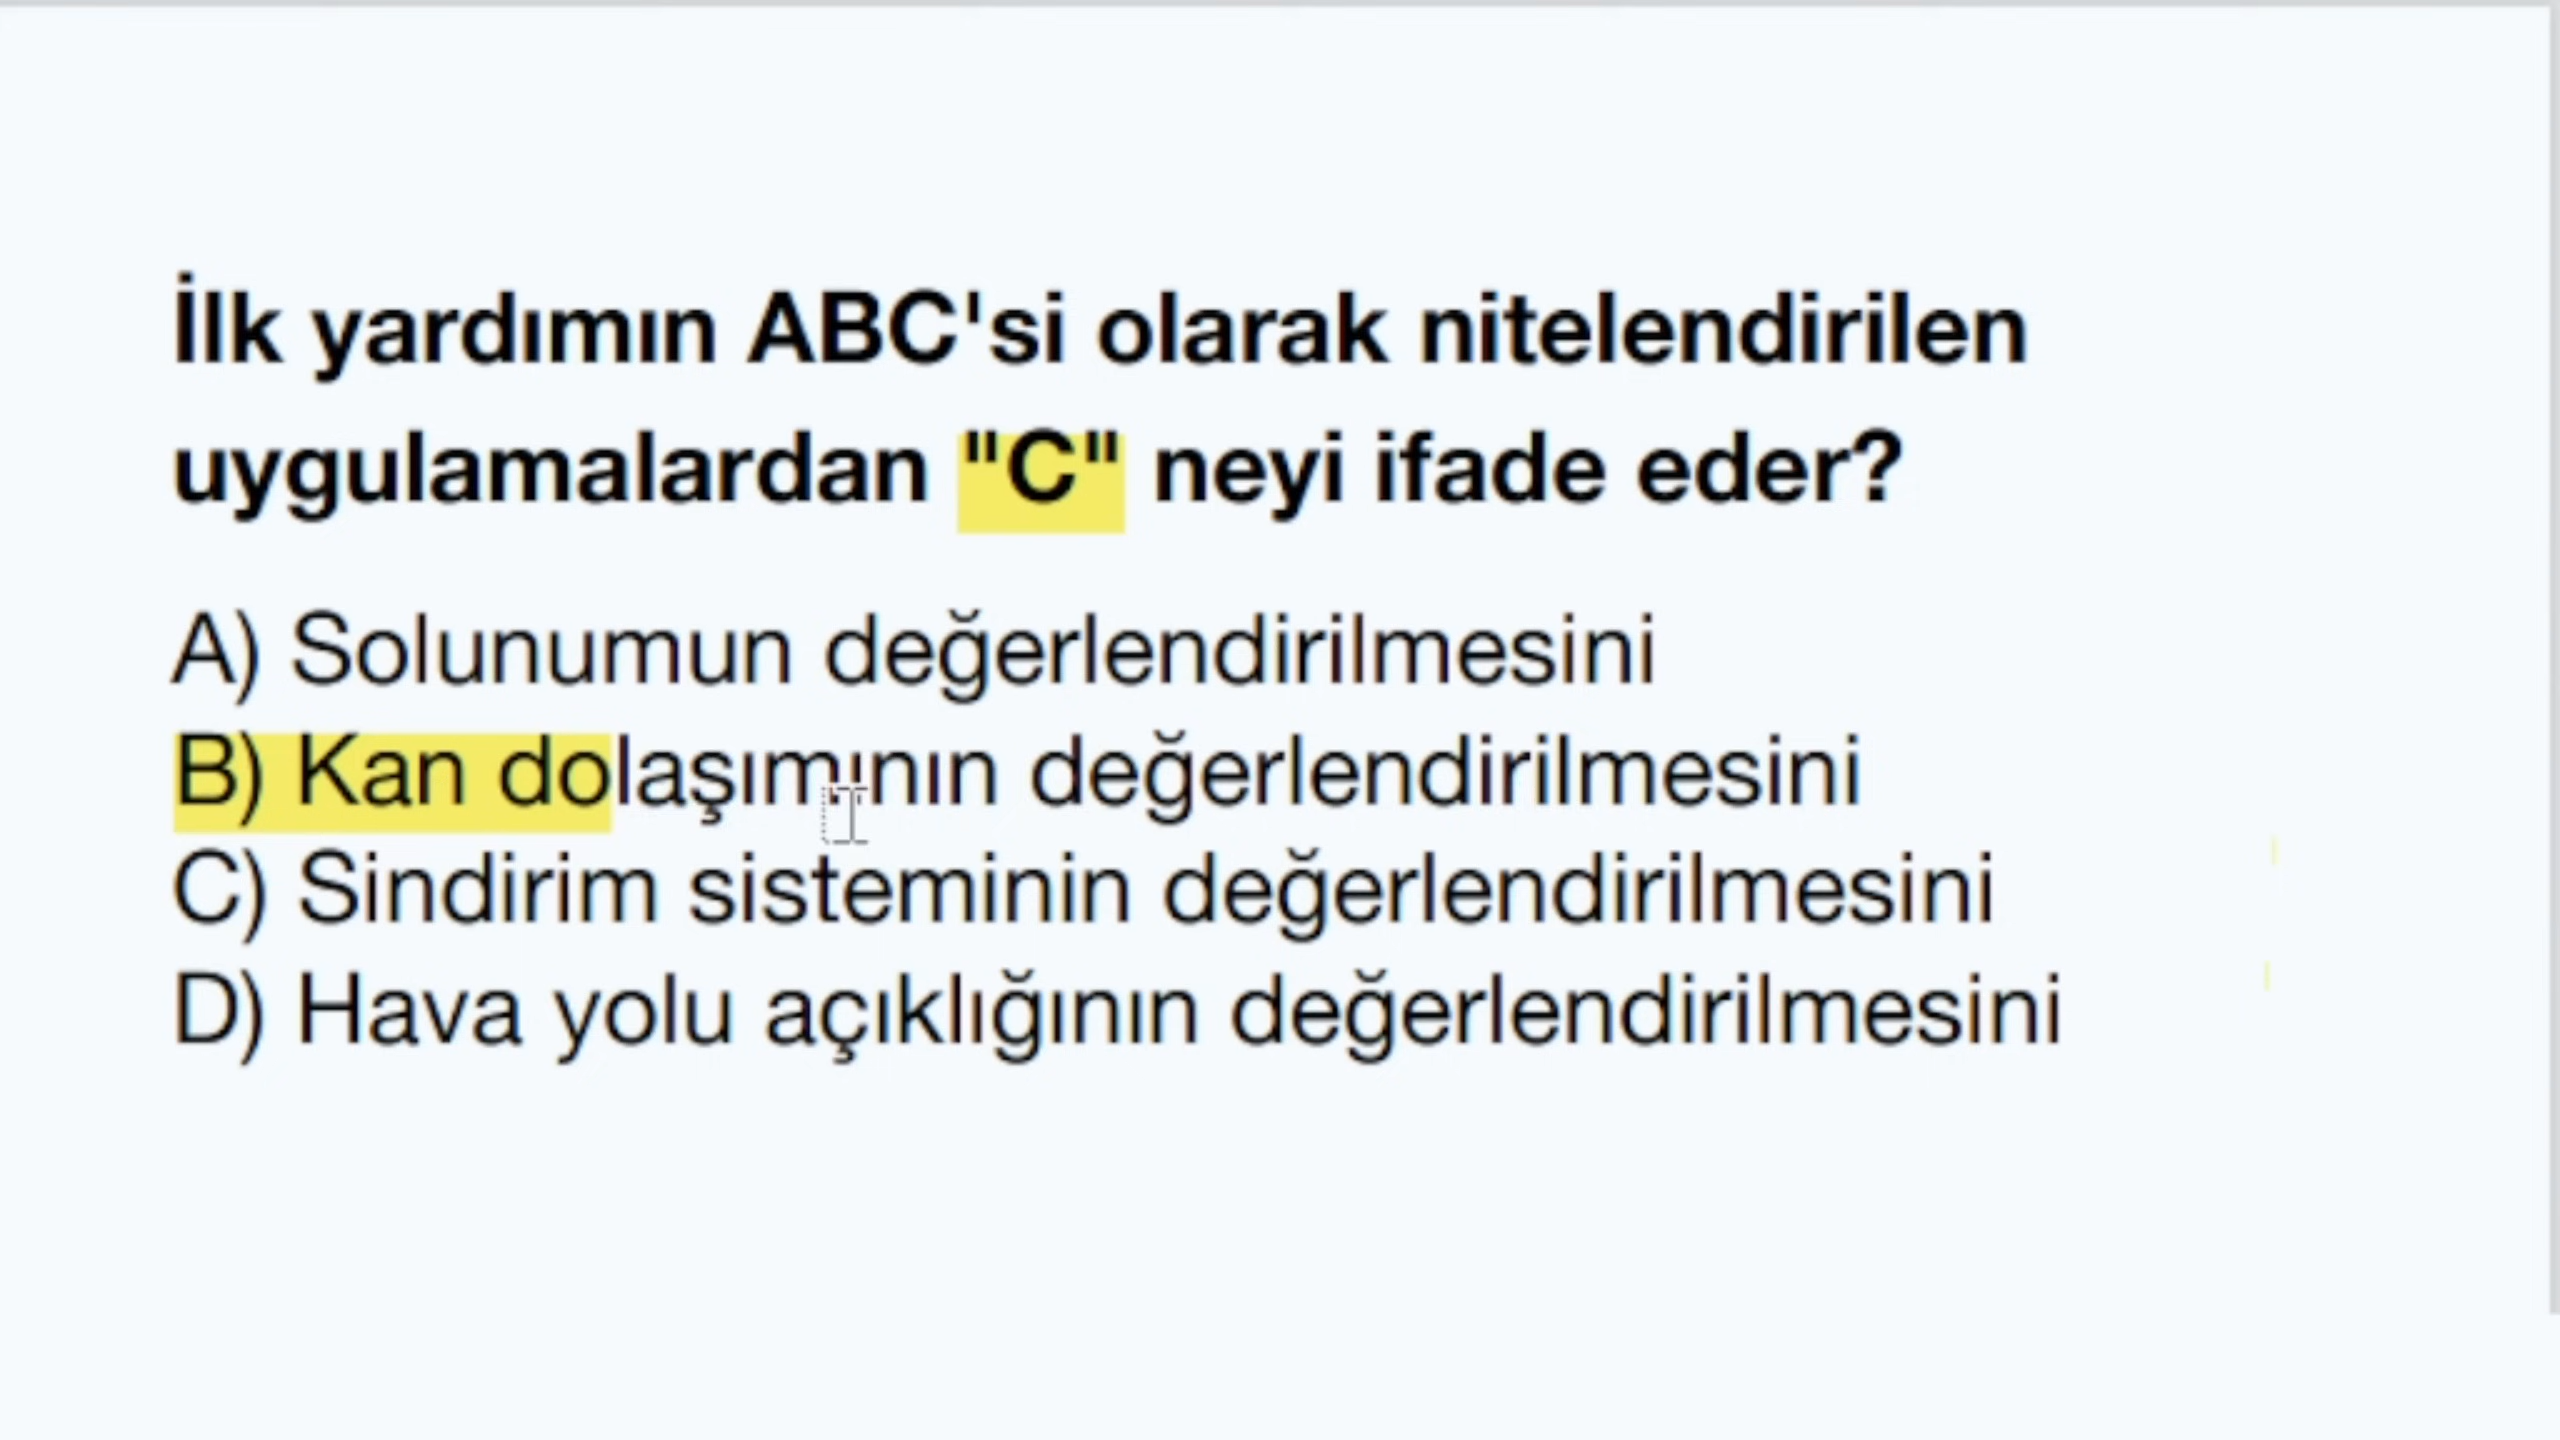 İlk yardımın ABC'si olarak nitelendirilen
uygulamalardan "C" neyi ifade eder?
A) Solunumun değerlendirilmesini
B) Kan dolaşımının değerlendirilmesini
C) Sindirim sisteminin değerlendirilmesini
D) Hava yolu açıklığının değerlendirilmesini